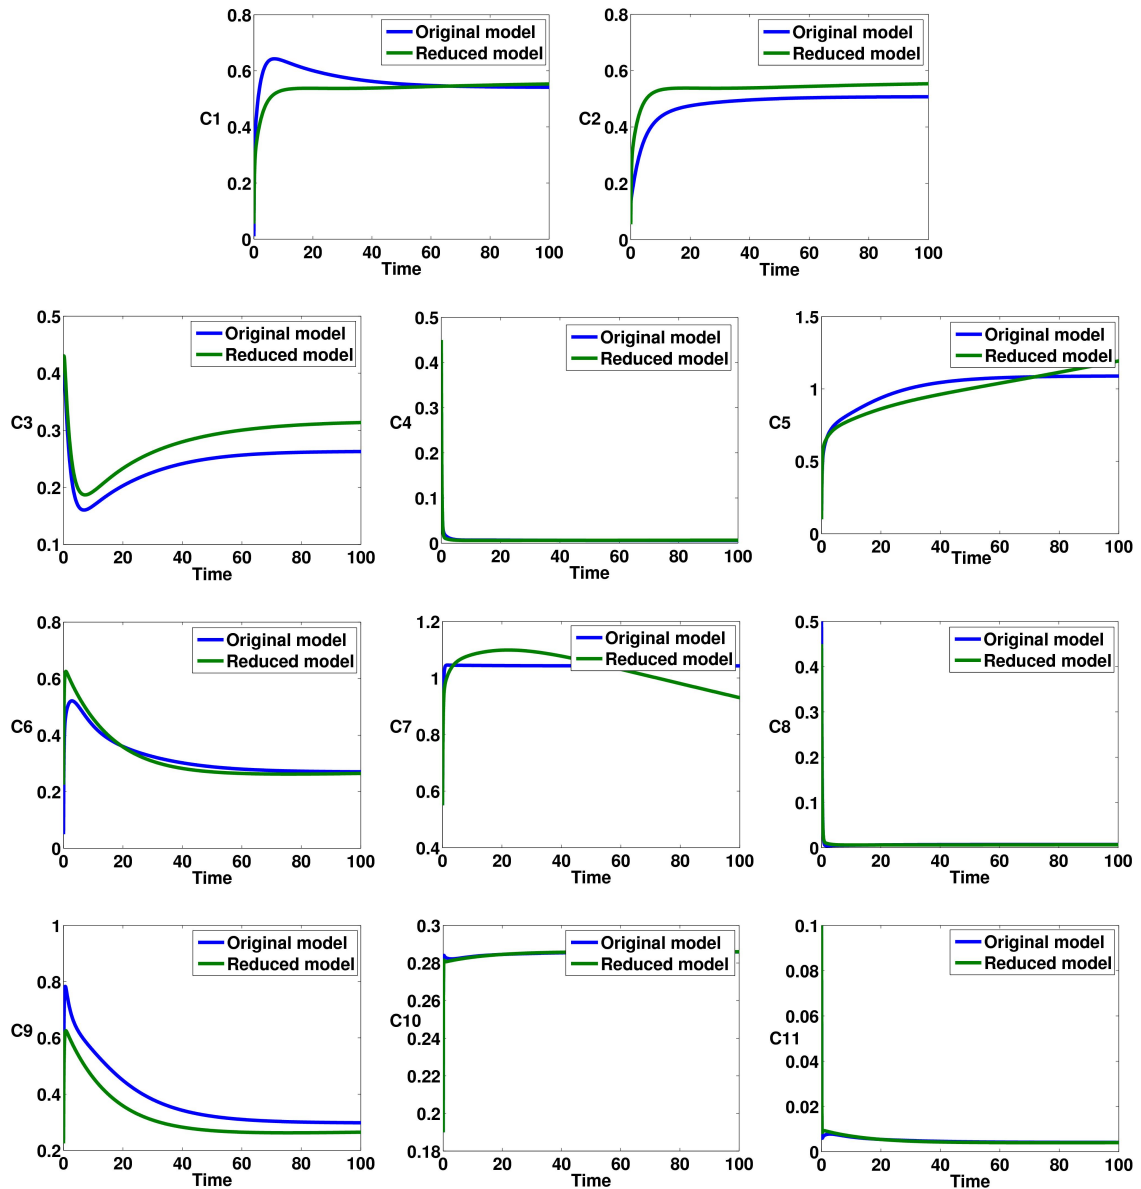 0.8
Original model
Reduced model
0.6
C1
0.4
0.2
0
0 20 40 60 80 100
Time
0.8
Original model
Reduced model
0.6
C2
0.4
0.2
0
0 20 40 60 80 100
Time
0.5
Original model
Reduced model
0.4
C3
0.3
0.2
0.1
0 20 40 60 80 100
Time
0.5
Original model
Reduced model
0.4
C4
0.3
0.2
0.1
0
0 20 40 60 80 100
Time
1.5
Original model
Reduced model
1
C5
0.5
0
0 20 40 60 80 100
Time
0.8
Original model
Reduced model
0.6
C6
0.4
0.2
0
0 20 40 60 80 100
Time
1.2
Original model
Reduced model
1
C7
0.8
0.6
0.4
0 20 40 60 80 100
Time
0.5
Original model
Reduced model
0.4
C8
0.3
0.2
0.1
0
0 20 40 60 80 100
Time
1
Original model
Reduced model
0.8
C9
0.6
0.4
0.2
0 20 40 60 80 100
Time
0.3
Original model
Reduced model
0.28
0.26
C10
0.24
0.22
0.2
0.18
0 20 40 60 80 100
Time
0.1
Original model
Reduced model
0.08
0.06
C11
0.04
0.02
0
0 20 40 60 80 100
Time